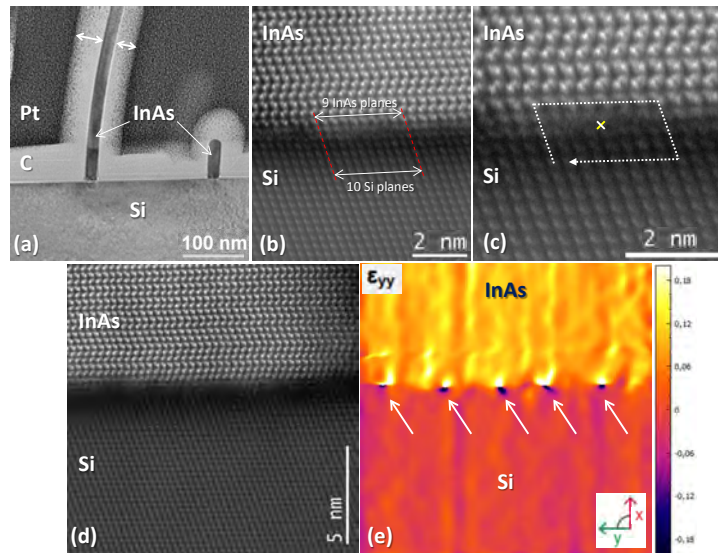 InAs
Pt
C
Si
(a)
100 nm
InAs
9 InAs planes
Si
10 Si planes
(b)
2 nm
InAs
Si
(c)
2 nm
InAs
Si
(d)
5 nm
εyy
InAs
Si
(e)
x
y
0,18
0,12
0,06
0
-0,06
-0,12
-0,18